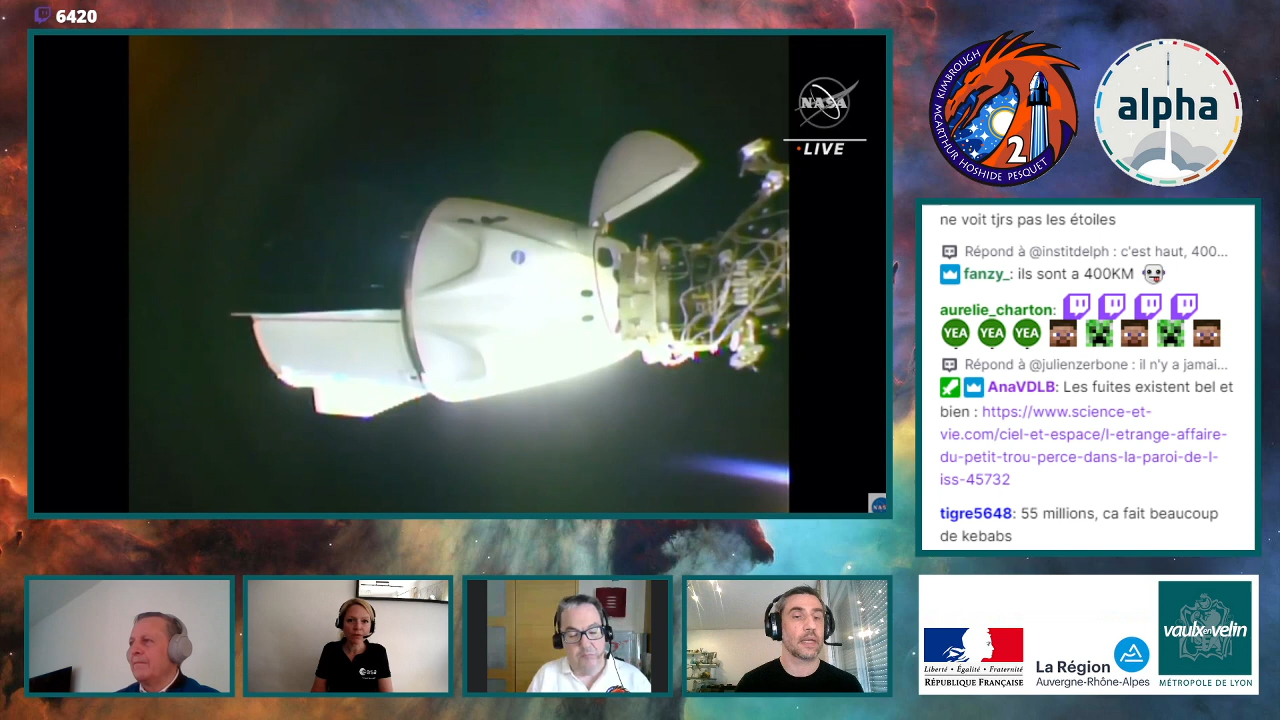 6420
NASA
LIVE
MCARTHUR KIMBROUGH
HOSHIDE PESQUET
2
alpha
ne voit tjrs pas les étoiles
Répond à @institdelph : c'est haut, 400...
fanzy_: ils sont a 400KM
aurelie_charton:
YEA YEA YEA
Répond à @julienzerbone : il n'y a jamai...
AnaVDLB: Les fuites existent bel et
bien : https://www.science-et-
vie.com/ciel-et-espace/l-etrange-affaire-
du-petit-trou-perce-dans-la-paroi-de-l-
iss-45732
tigre5648: 55 millions, ca fait beaucoup
de kebabs
esa
Liberté • Égalité • Fraternité
RÉPUBLIQUE FRANÇAISE
La Région
Auvergne-Rhône-Alpes
vaulx en velin
MÉTROPOLE DE LYON